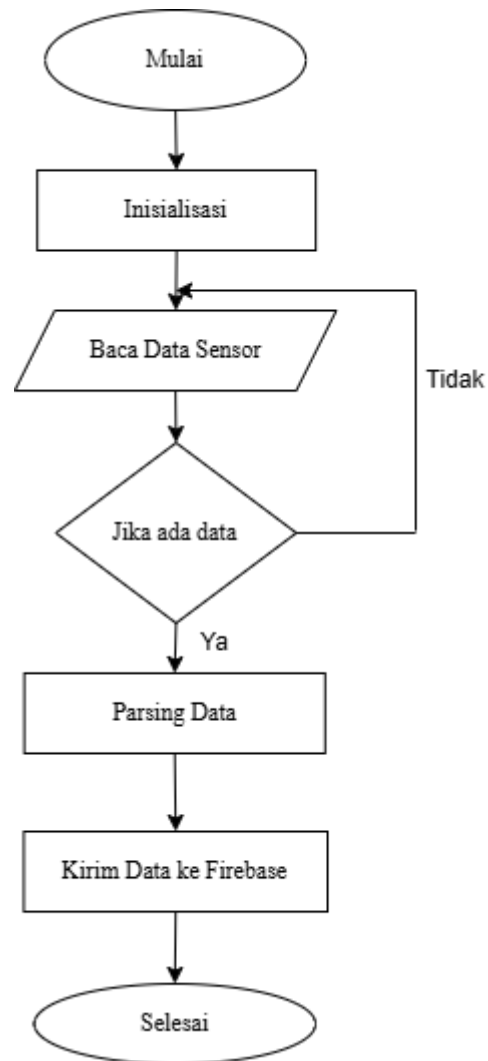 Mulai
Inisialisasi
Baca Data Sensor
Tidak
Jika ada data
Ya
Parsing Data
Kirim Data ke Firebase
Selesai